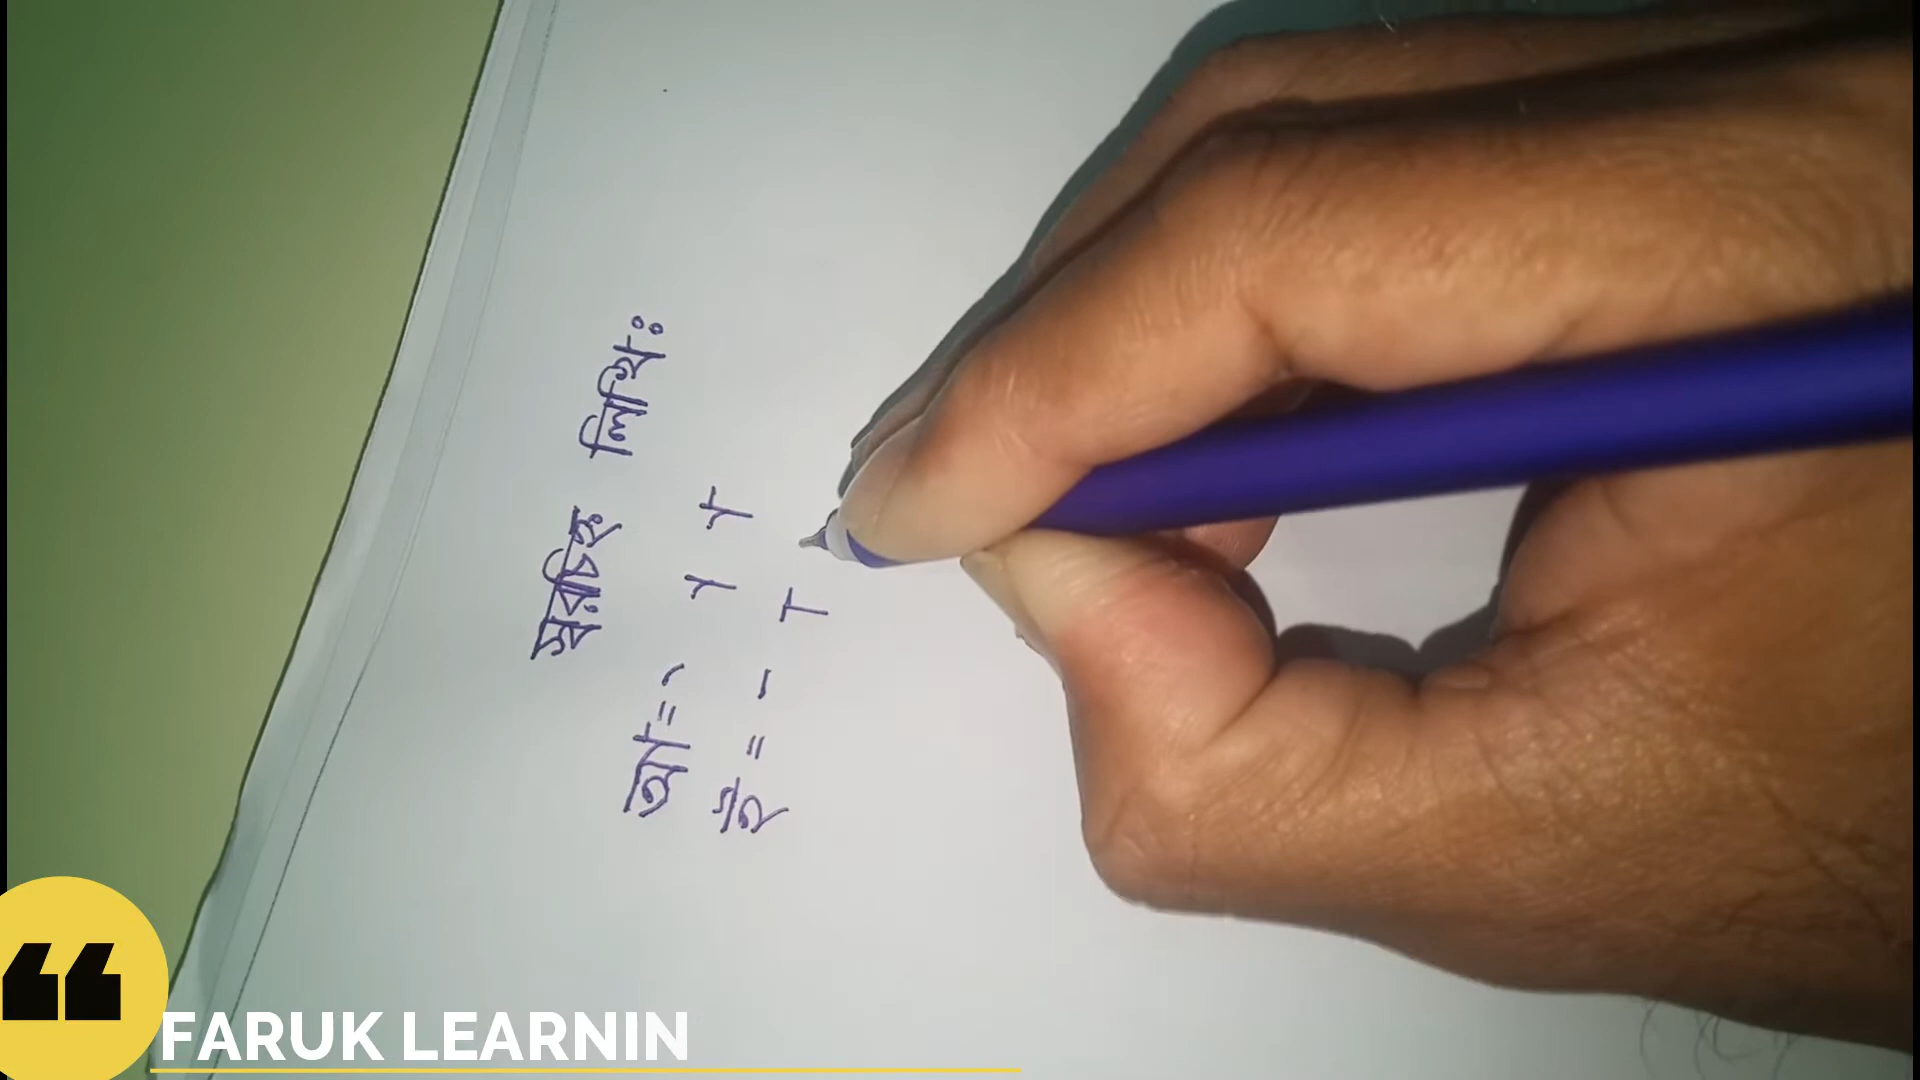 স্বরচিহ্ন লিখি:
আ = ৲ ী া
ই = - T
FARUK LEARNIN